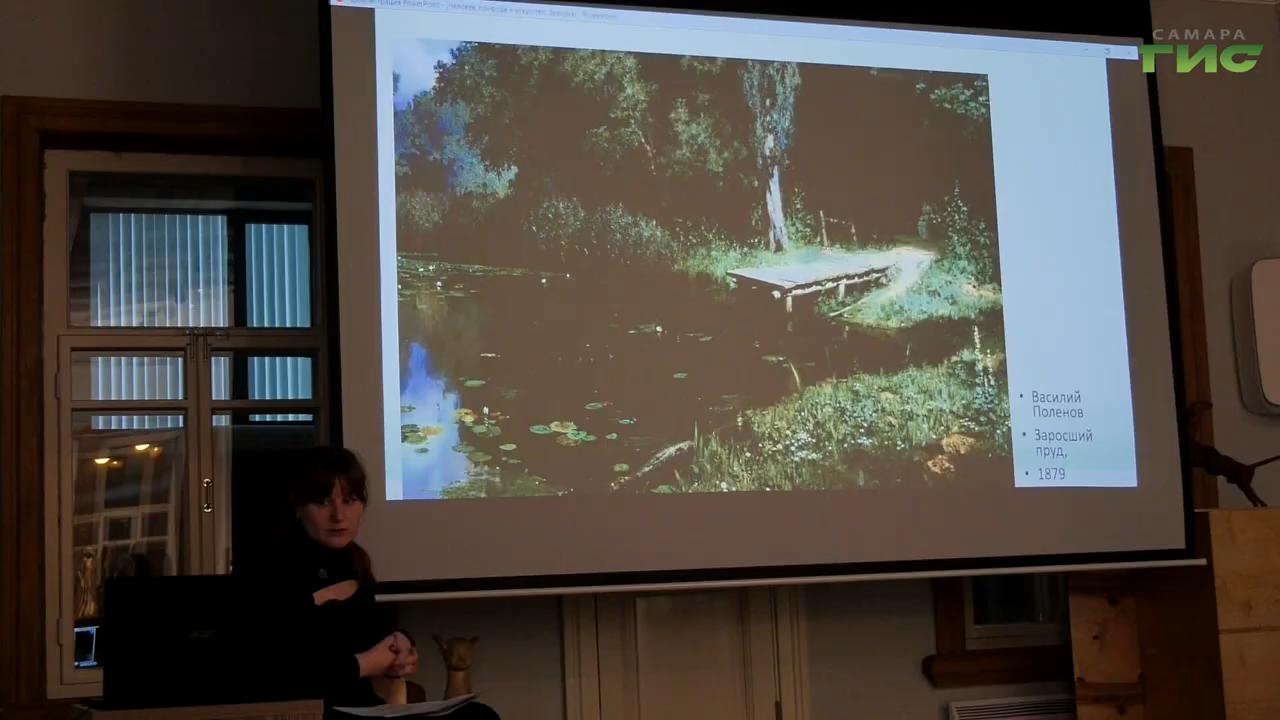 САМАРА
ГИС
• Василий
Поленов
• Заросший
пруд,
• 1879